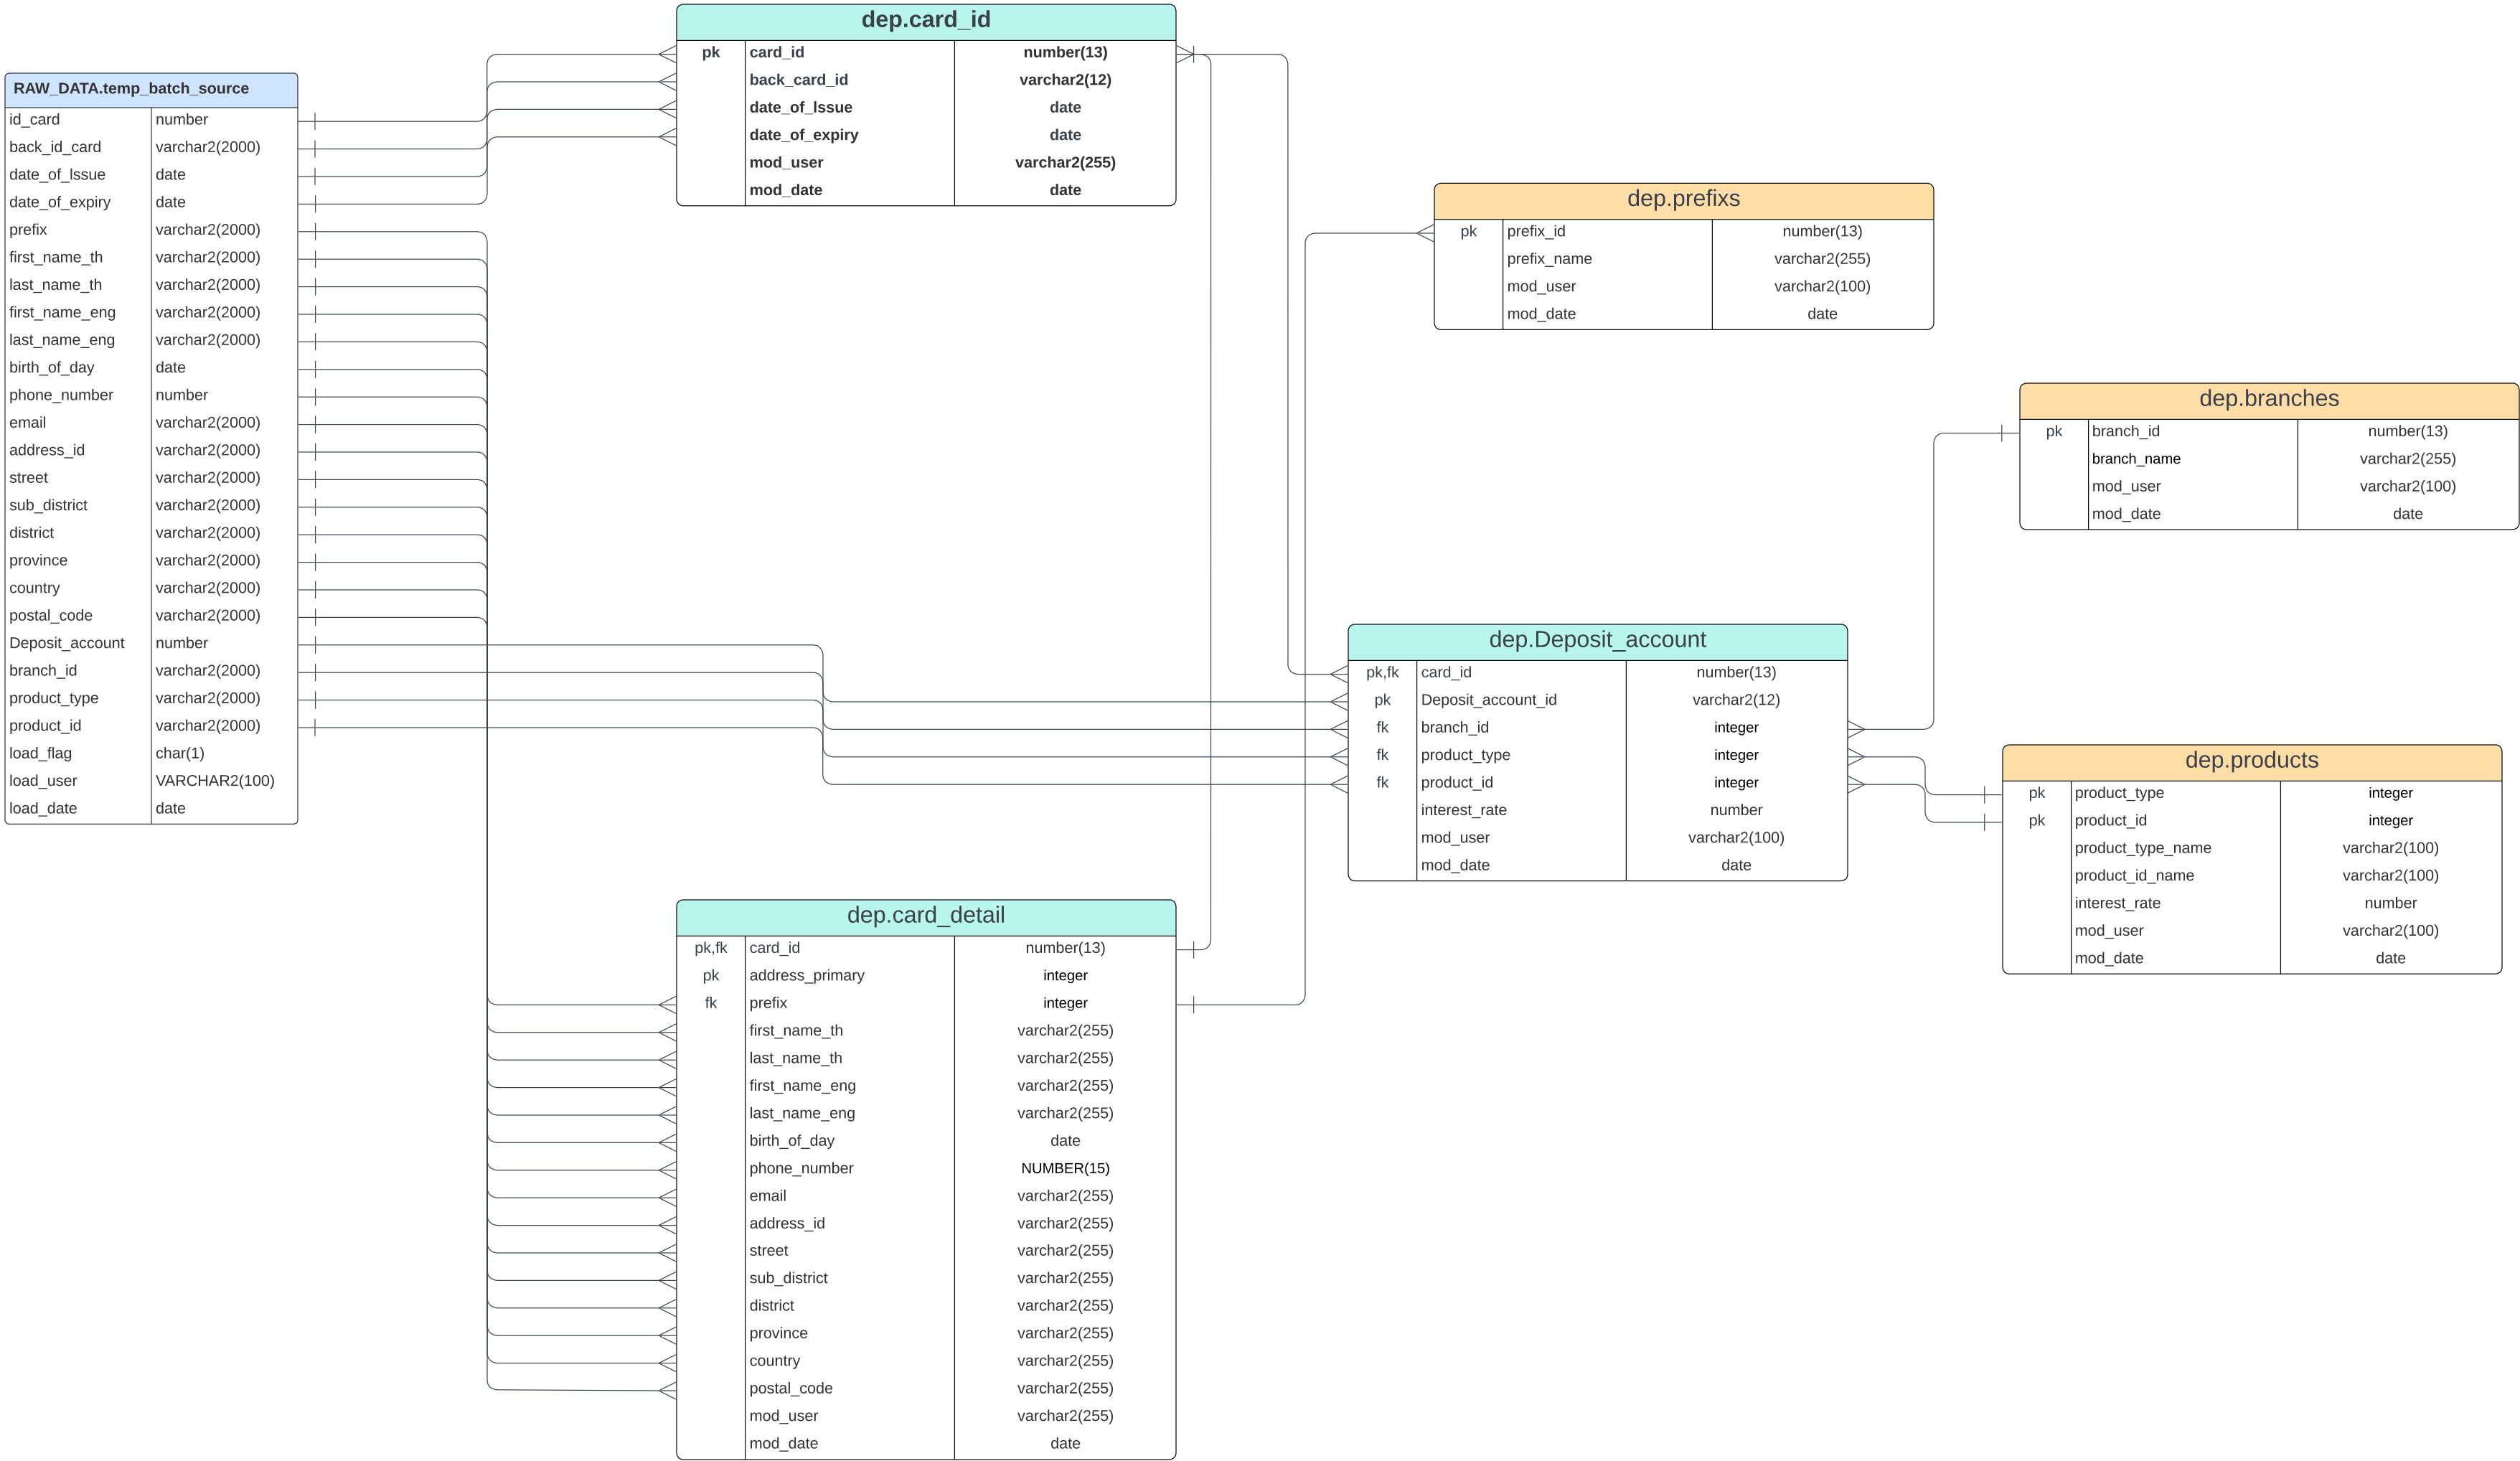 RAW_DATA.temp_batch_source
id_card number
back_id_card varchar2(2000)
date_of_lssue date
date_of_expiry date
prefix varchar2(2000)
first_name_th varchar2(2000)
last_name_th varchar2(2000)
first_name_eng varchar2(2000)
last_name_eng varchar2(2000)
birth_of_day date
phone_number number
email varchar2(2000)
address_id varchar2(2000)
street varchar2(2000)
sub_district varchar2(2000)
district varchar2(2000)
province varchar2(2000)
country varchar2(2000)
postal_code varchar2(2000)
Deposit_account number
branch_id varchar2(2000)
product_type varchar2(2000)
product_id varchar2(2000)
load_flag char(1)
load_user VARCHAR2(100)
load_date date
dep.card_id
pk card_id number(13)
back_card_id varchar2(12)
date_of_lssue date
date_of_expiry date
mod_user varchar2(255)
mod_date date
dep.card_detail
pk,fk card_id number(13)
pk address_primary integer
fk prefix integer
first_name_th varchar2(255)
last_name_th varchar2(255)
first_name_eng varchar2(255)
last_name_eng varchar2(255)
birth_of_day date
phone_number NUMBER(15)
email varchar2(255)
address_id varchar2(255)
street varchar2(255)
sub_district varchar2(255)
district varchar2(255)
province varchar2(255)
country varchar2(255)
postal_code varchar2(255)
mod_user varchar2(255)
mod_date date
dep.prefixs
pk prefix_id number(13)
prefix_name varchar2(255)
mod_user varchar2(100)
mod_date date
dep.Deposit_account
pk,fk card_id number(13)
pk Deposit_account_id varchar2(12)
fk branch_id integer
fk product_type integer
fk product_id integer
interest_rate number
mod_user varchar2(100)
mod_date date
dep.branches
pk branch_id number(13)
branch_name varchar2(255)
mod_user varchar2(100)
mod_date date
dep.products
pk product_type integer
pk product_id integer
product_type_name varchar2(100)
product_id_name varchar2(100)
interest_rate number
mod_user varchar2(100)
mod_date date